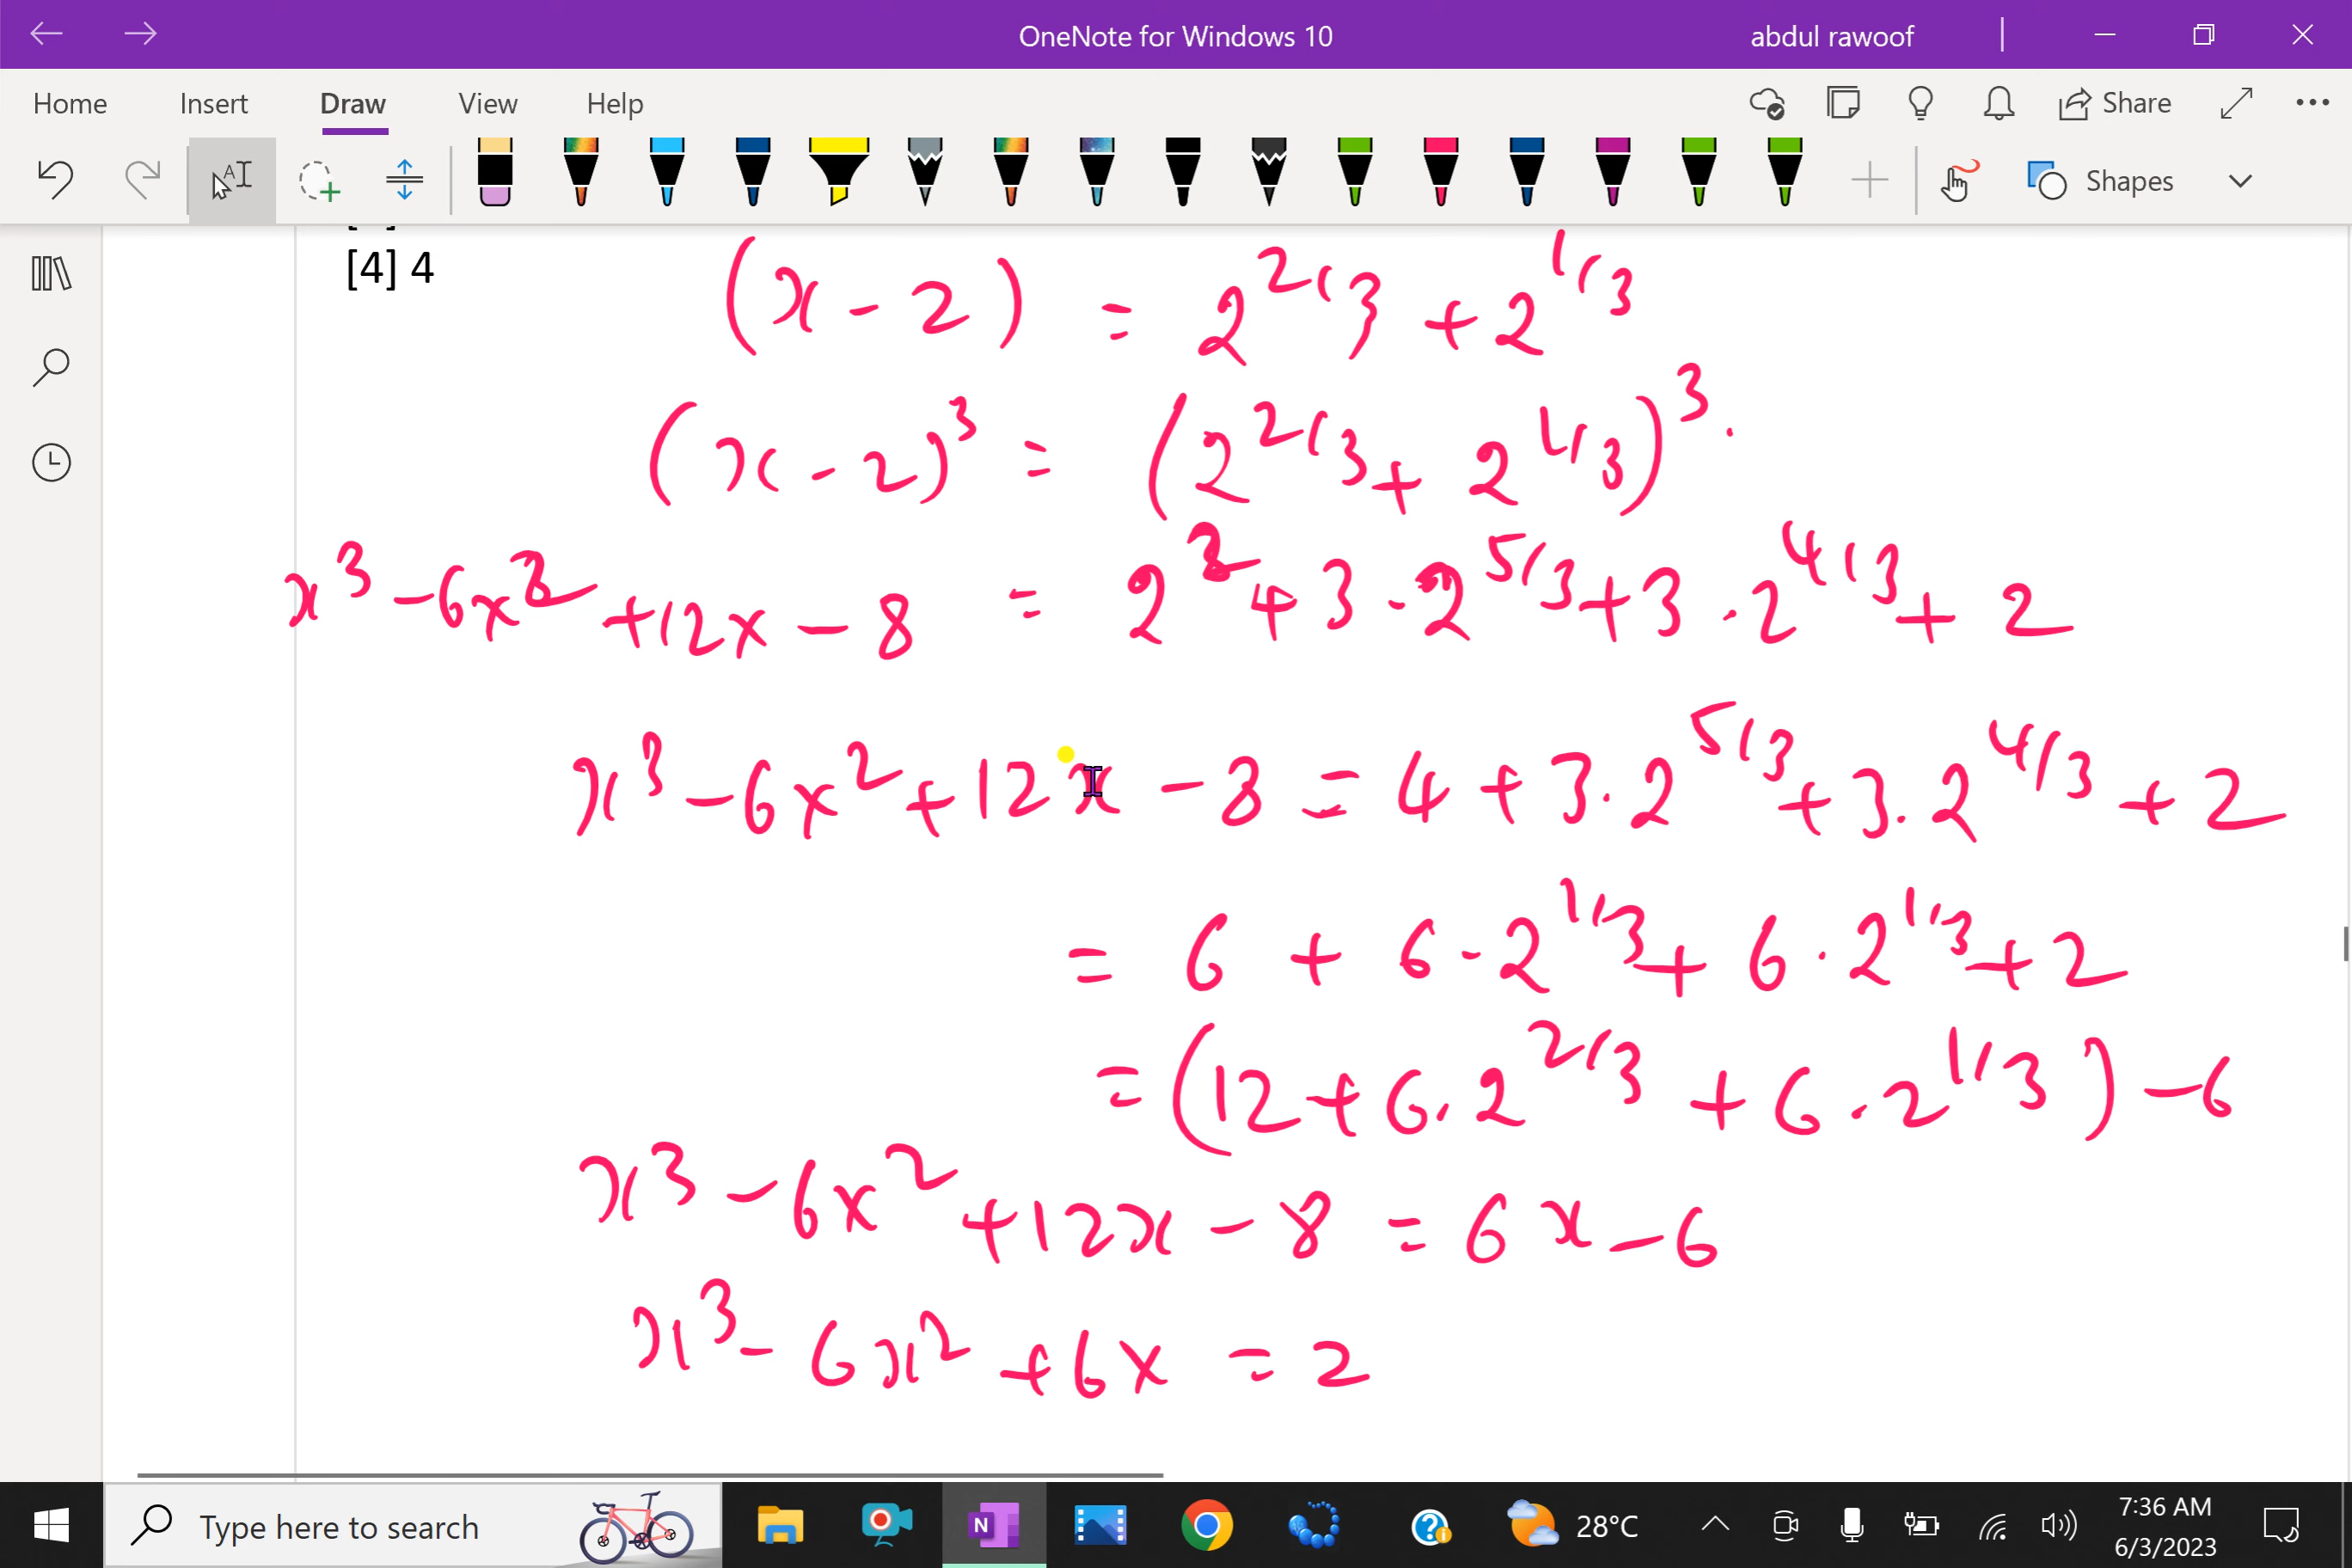 OneNote for Windows 10
abdul rawoof
Home Insert Draw View Help
Share
Shapes
[4] 4
(x - 2) = 2^2/3 + 2^1/3
(x - 2)^3 = (2^2/3 + 2^1/3)^3.
x^3 - 6x^2 + 12x - 8 = 2^2 + 3 · 2^5/3 + 3 · 2^4/3 + 2
x^3 - 6x^2 + 12x - 8 = 4 + 3 · 2^5/3 + 3 · 2^4/3 + 2
= 6 + 6 · 2^1/3 + 6 · 2^1/3 + 2
= (12 + 6 · 2^2/3 + 6 · 2^1/3) - 6
x^3 - 6x^2 + 12x - 8 = 6x - 6
x^3 - 6x^2 + 6x = 2
Type here to search
N
28°C
7:36 AM
6/3/2023